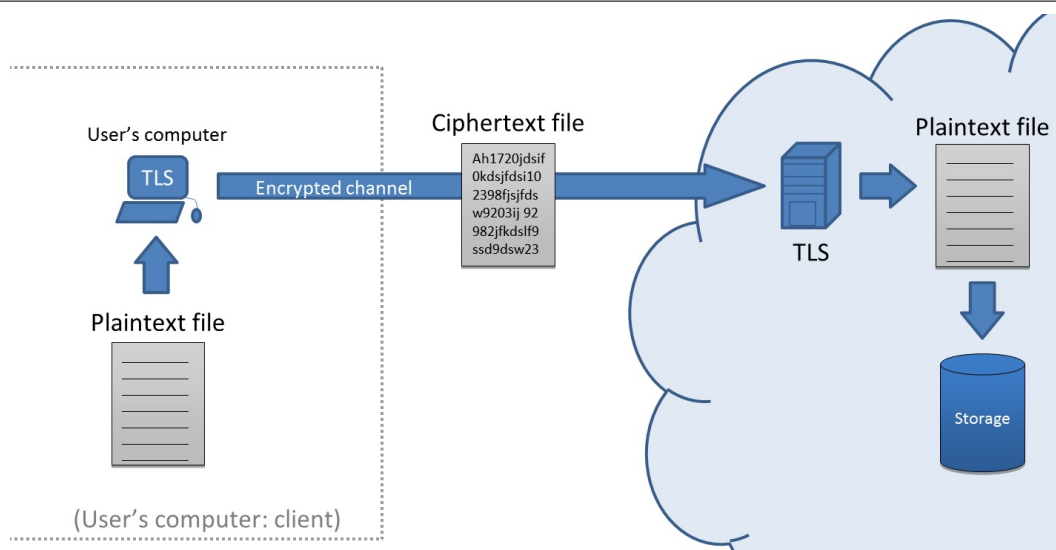 User's computer
TLS
Plaintext file
(User's computer: client)
Encrypted channel
Ciphertext file
Ah1720jdsif
0kdsjfdsi10
2398fjsjfds
w9203ij 92
982jfkdslf9
ssd9dsw23
TLS
Plaintext file
Storage